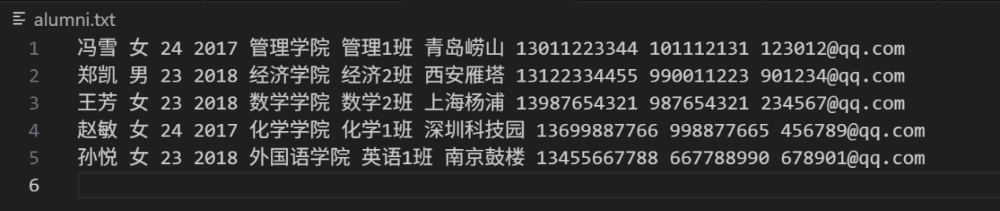 alumni.txt
1 冯雪 女 24 2017 管理学院 管理1班 青岛崂山 13011223344 101112131 123012@qq.com
2 郑凯 男 23 2018 经济学院 经济2班 西安雁塔 13122334455 990011223 901234@qq.com
3 王芳 女 23 2018 数学学院 数学2班 上海杨浦 13987654321 987654321 234567@qq.com
4 赵敏 女 24 2017 化学学院 化学1班 深圳科技园 13699887766 998877665 456789@qq.com
5 孙悦 女 23 2018 外国语学院 英语1班 南京鼓楼 13455667788 667788990 678901@qq.com
6